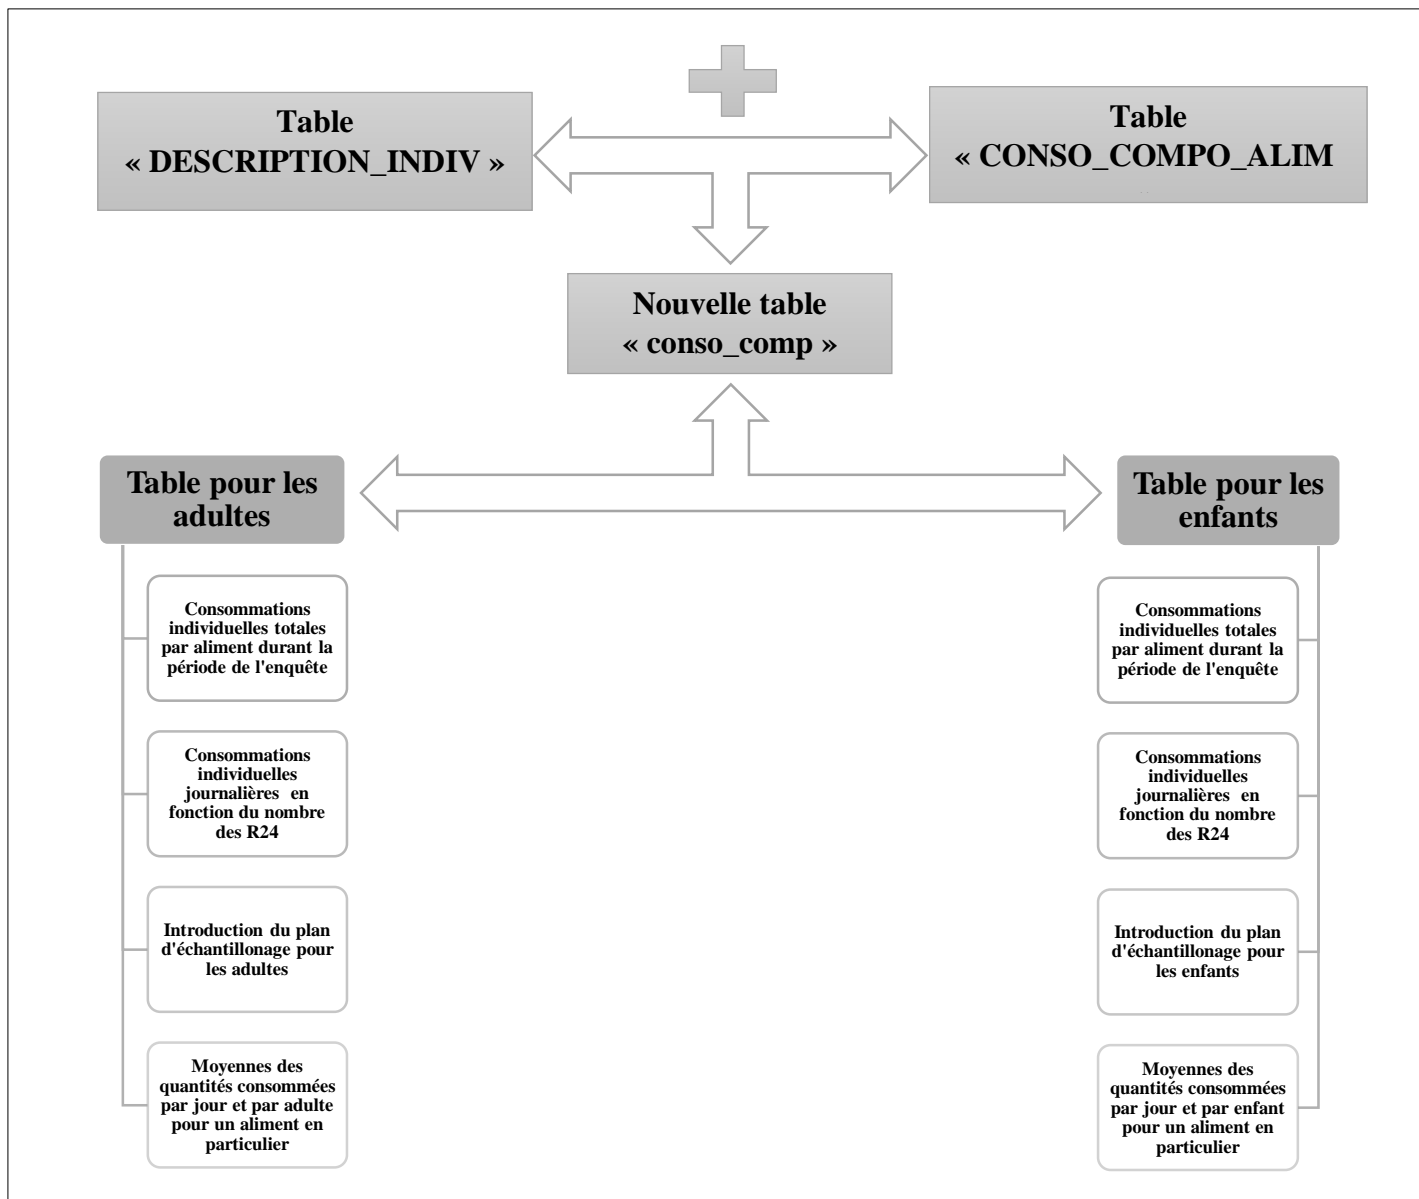 Table
« DESCRIPTION_INDIV »
Table
« CONSO_COMPO_ALIM
Nouvelle table
« conso_comp »
Table pour les
adultes
Consommations
individuelles totales
par aliment durant la
période de l'enquête
Consommations
individuelles
journalières en
fonction du nombre
des R24
Introduction du plan
d'échantillonage pour
les adultes
Moyennes des
quantités consommées
par jour et par adulte
pour un aliment en
particulier
Table pour les
enfants
Consommations
individuelles totales
par aliment durant la
période de l'enquête
Consommations
individuelles
journalières en
fonction du nombre
des R24
Introduction du plan
d'échantillonage pour
les enfants
Moyennes des
quantités consommées
par jour et par enfant
pour un aliment en
particulier